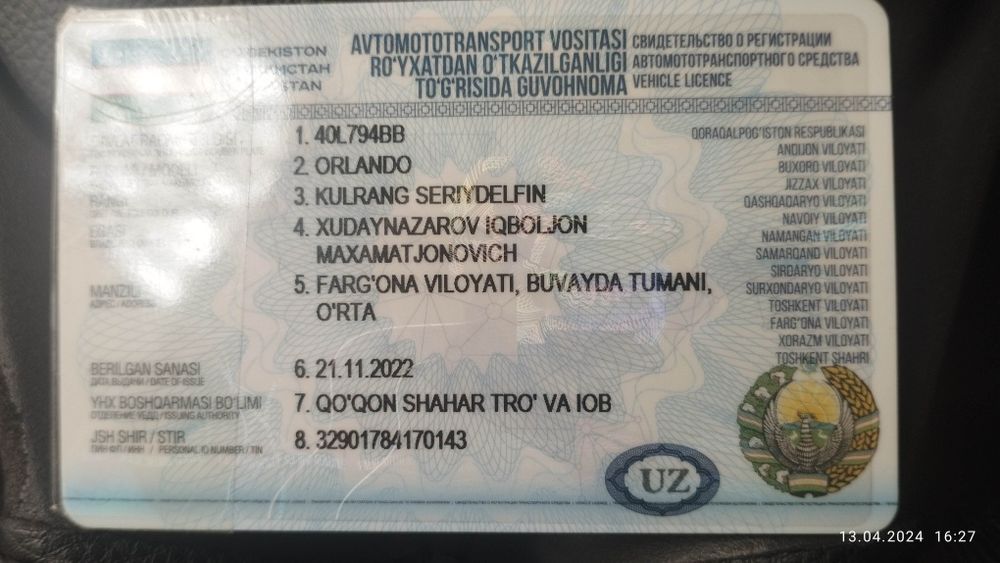 AVTOMOTOTRANSPORT VOSITASI
RO'YXATDAN O'TKAZILGANLIGI
TO'G'RISIDA GUVOHNOMA
СВИДЕТЕЛЬСТВО О РЕГИСТРАЦИИ
АВТОМОТОТРАНСПОРТНОГО СРЕДСТВА
VEHICLE LICENCE
1. 40L794BB
2. ORLANDO
3. KULRANG SERIYDELFIN
4. XUDAYNAZAROV IQBOLJON
MAXAMATJONOVICH
MANZILI
5. FARG'ONA VILOYATI, BUVAYDA TUMANI,
O'RTA
BERILGAN SANASI
ДАТА ВЫДАЧИ / DATE OF ISSUE
6. 21.11.2022
YHX BOSHQARMASI BO'LIMI
ОТДЕЛЕНИЕ УБДД / ISSUING AUTHORITY
7. QO'QON SHAHAR TRO' VA IOB
JSH SHIR / STIR
/ PERSONAL ID NUMBER / TIN
8. 32901784170143
QORAQALPOG'ISTON RESPUBLIKASI
ANDIJON VILOYATI
BUXORO VILOYATI
JIZZAX VILOYATI
QASHQADARYO VILOYATI
NAVOIY VILOYATI
NAMANGAN VILOYATI
SAMARQAND VILOYATI
SIRDARYO VILOYATI
SURXONDARYO VILOYATI
TOSHKENT VILOYATI
FARG'ONA VILOYATI
XORAZM VILOYATI
TOSHKENT SHAHRI
UZ
13.04.2024 16:27